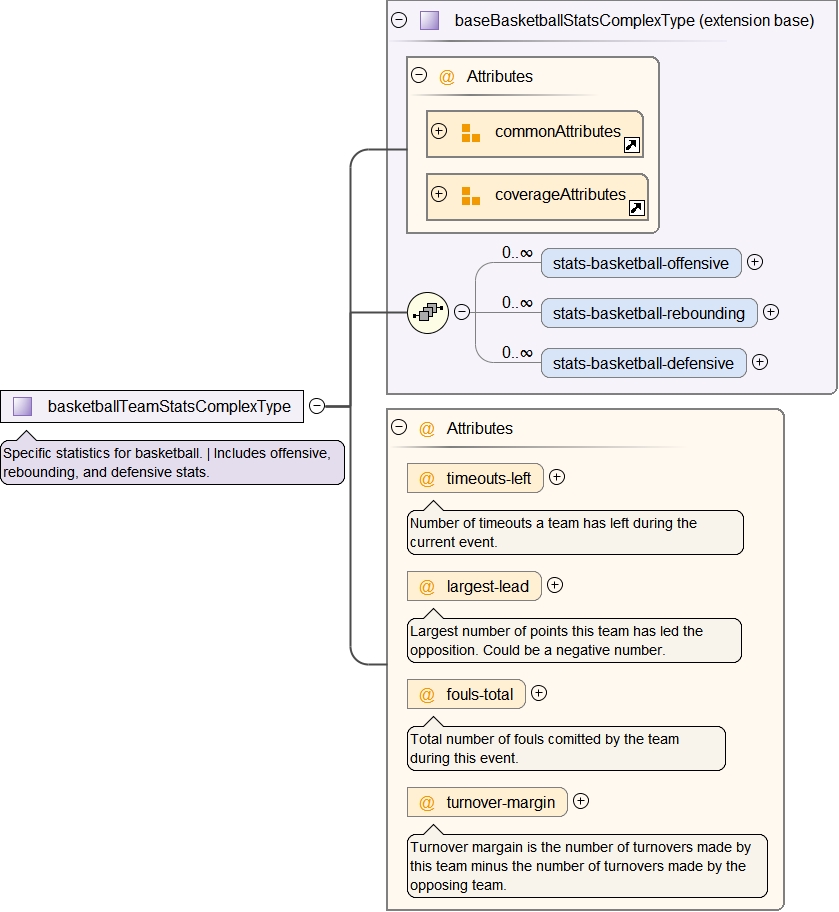 baseBasketballStatsComplexType (extension base)
@ Attributes
commonAttributes
coverageAttributes
0..∞
stats-basketball-offensive
0..∞
stats-basketball-rebounding
0..∞
stats-basketball-defensive
basketballTeamStatsComplexType
Specific statistics for basketball. | Includes offensive,
rebounding, and defensive stats.
@ Attributes
@ timeouts-left
Number of timeouts a team has left during the
current event.
@ largest-lead
Largest number of points this team has led the
opposition. Could be a negative number.
@ fouls-total
Total number of fouls comitted by the team
during this event.
@ turnover-margin
Turnover margain is the number of turnovers made by
this team minus the number of turnovers made by the
opposing team.